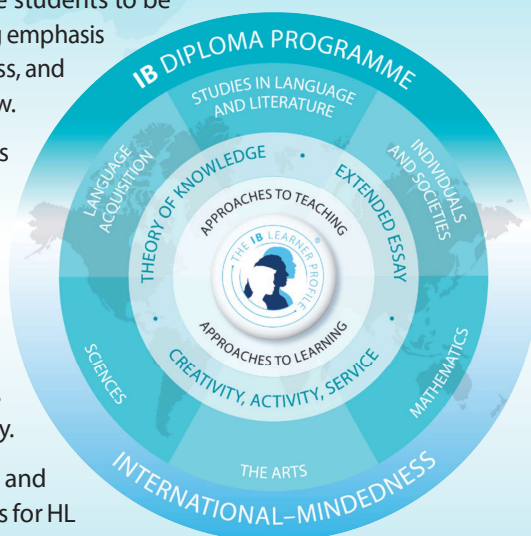 students to be
emphasis
and
IB DIPLOMA PROGRAMME
STUDIES IN LANGUAGE
AND LITERATURE
LANGUAGE
ACQUISITION
INDIVIDUALS
AND SOCIETIES
THEORY OF KNOWLEDGE •
EXTENDED ESSAY •
APPROACHES TO TEACHING
THE IB LEARNER PROFILE ®
APPROACHES TO LEARNING
• CREATIVITY, ACTIVITY, SERVICE
SCIENCES
MATHEMATICS
THE ARTS
INTERNATIONAL–MINDEDNESS
and
for HL